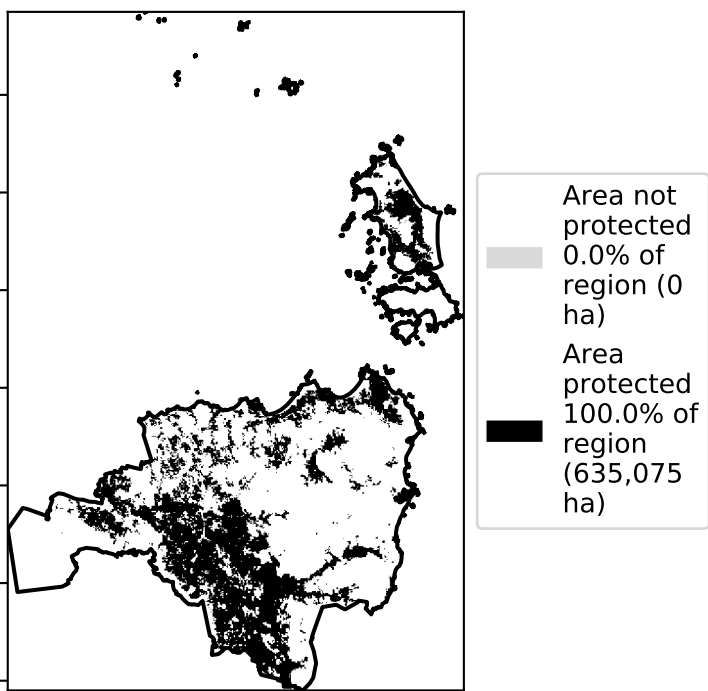 Area not
protected
0.0% of
region (0
ha)
Area
protected
100.0% of
region
(635,075
ha)